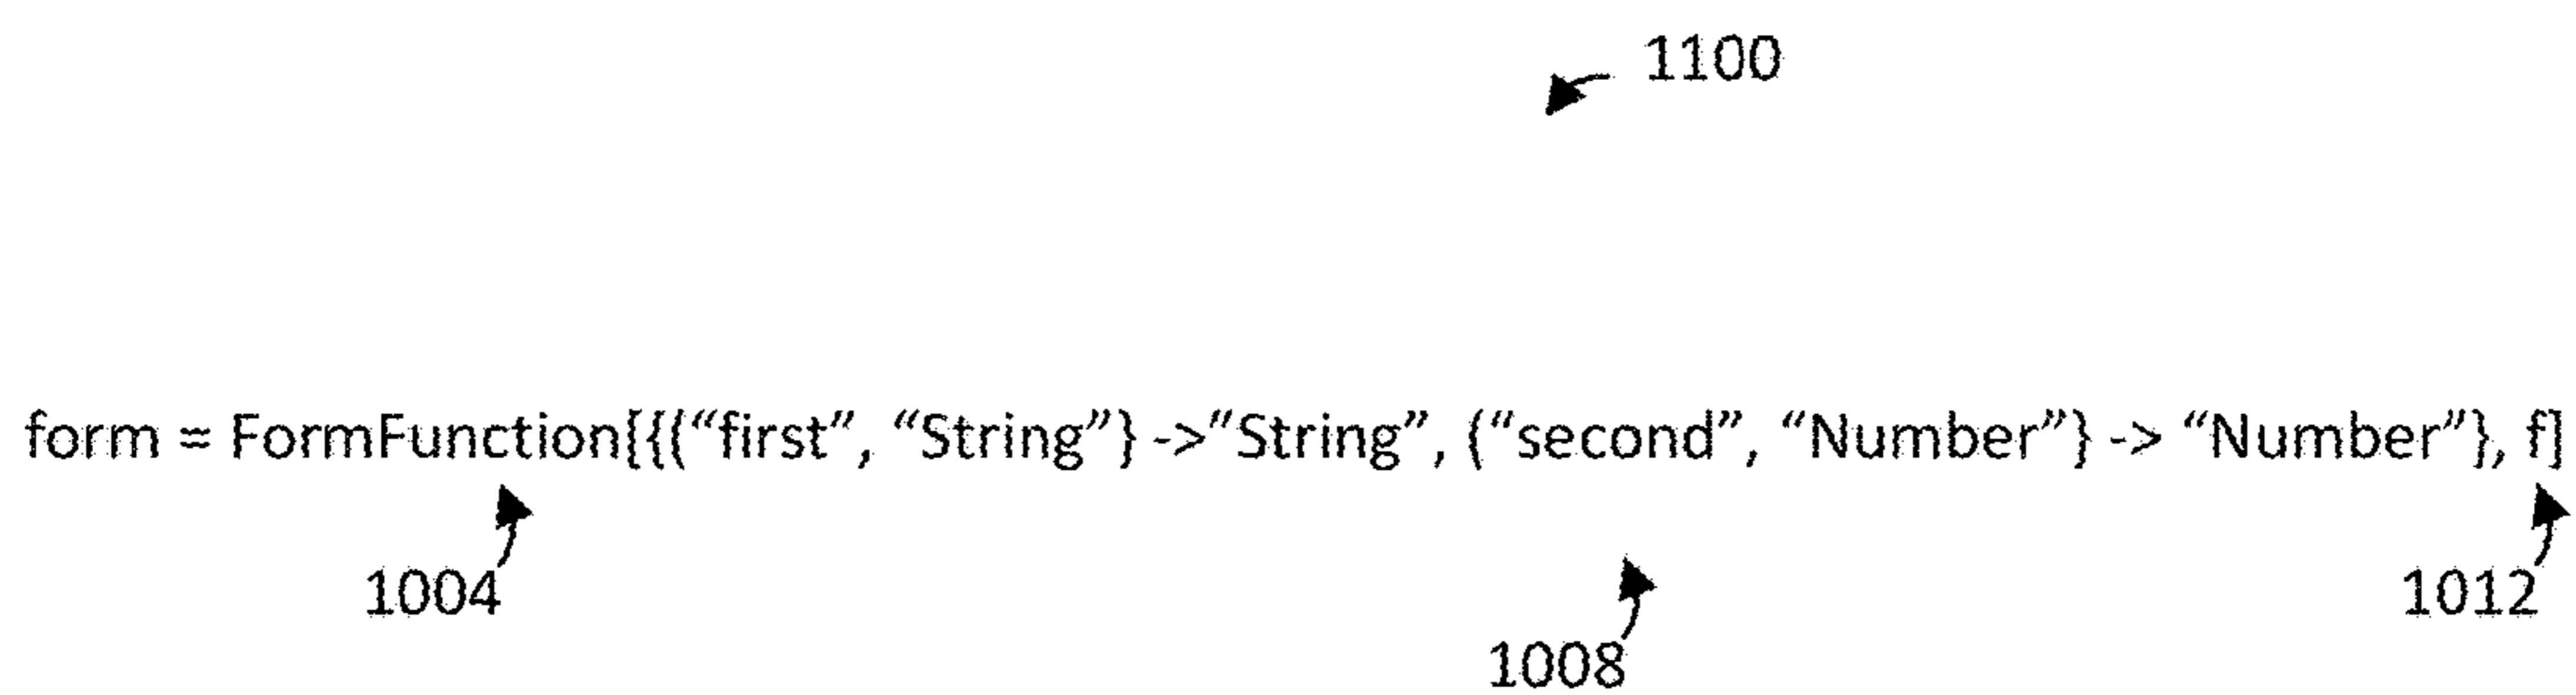 1100
form = FormFunction[{(“first”, “String”} ->”String”, (“second”, “Number”} -> “Number”}, f]
1004
1012
1008